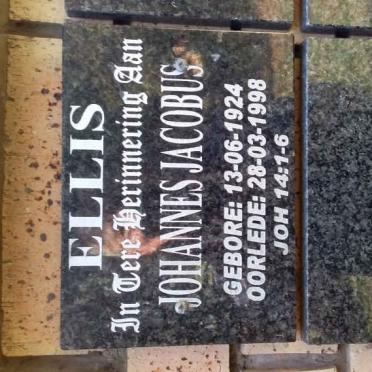 ELLIS
In Tere Herinnering Aan
JOHANNES JACOBUS
GEBORE: 13-06-1924
OORLEDE: 28-03-1998
JOH 14:1-6